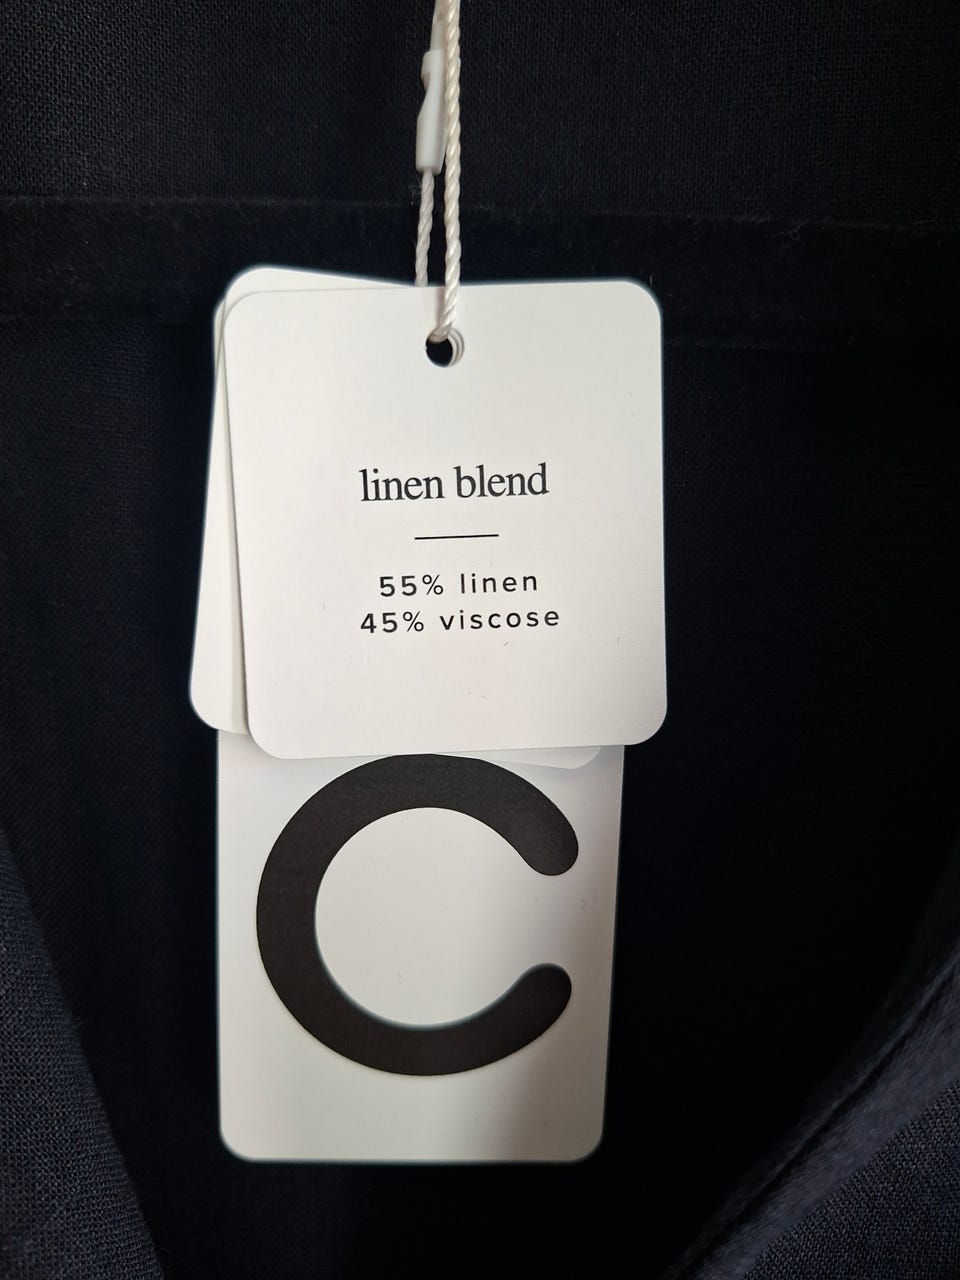 linen blend
55% linen
45% viscose
C